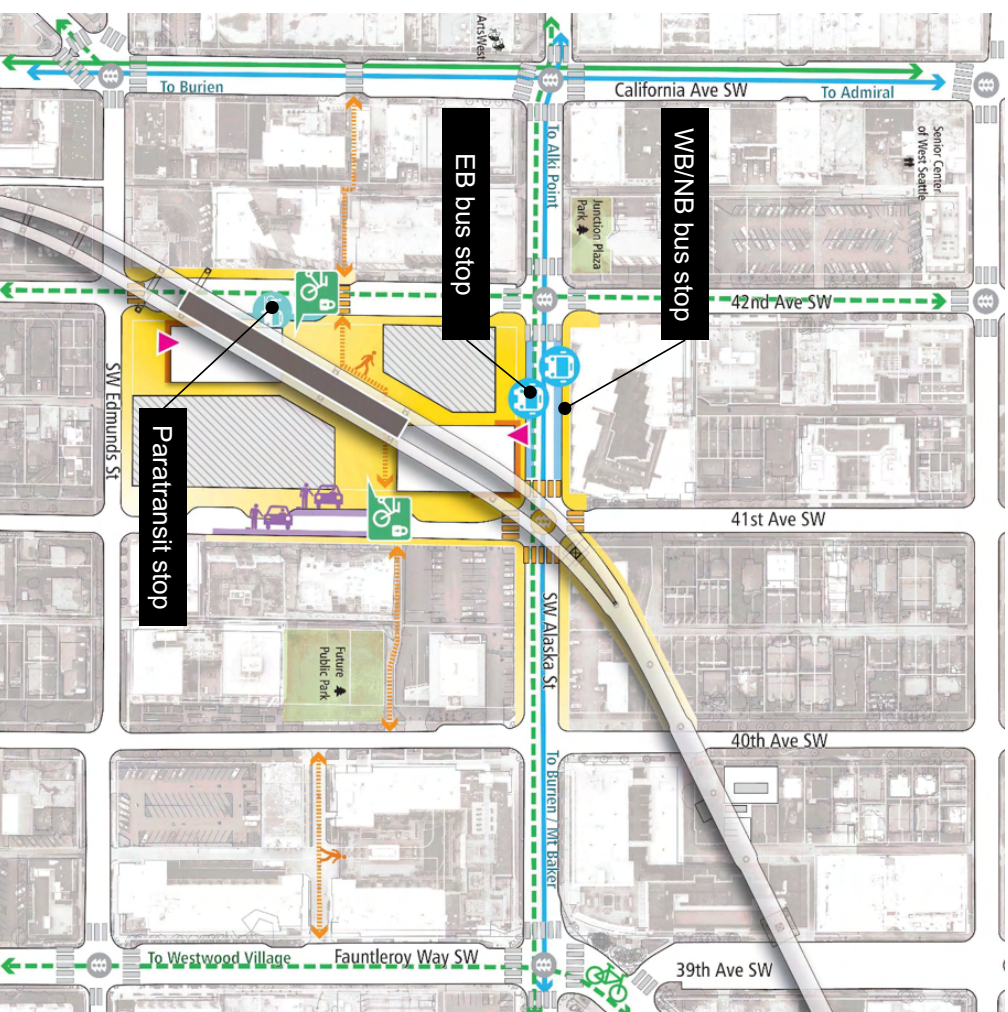 ArtsWest
California Ave SW
To Burien
To Admiral
Senior Center
of West Seattle
To Alki Point
WB/NB bus stop
EB bus stop
Junction Plaza
Park
42nd Ave SW
SW Edmunds St
Paratransit stop
41st Ave SW
SW Alaska St
Future
Public Park
40th Ave SW
To Burien / Mt Baker
To Westwood Village
Fauntleroy Way SW
39th Ave SW